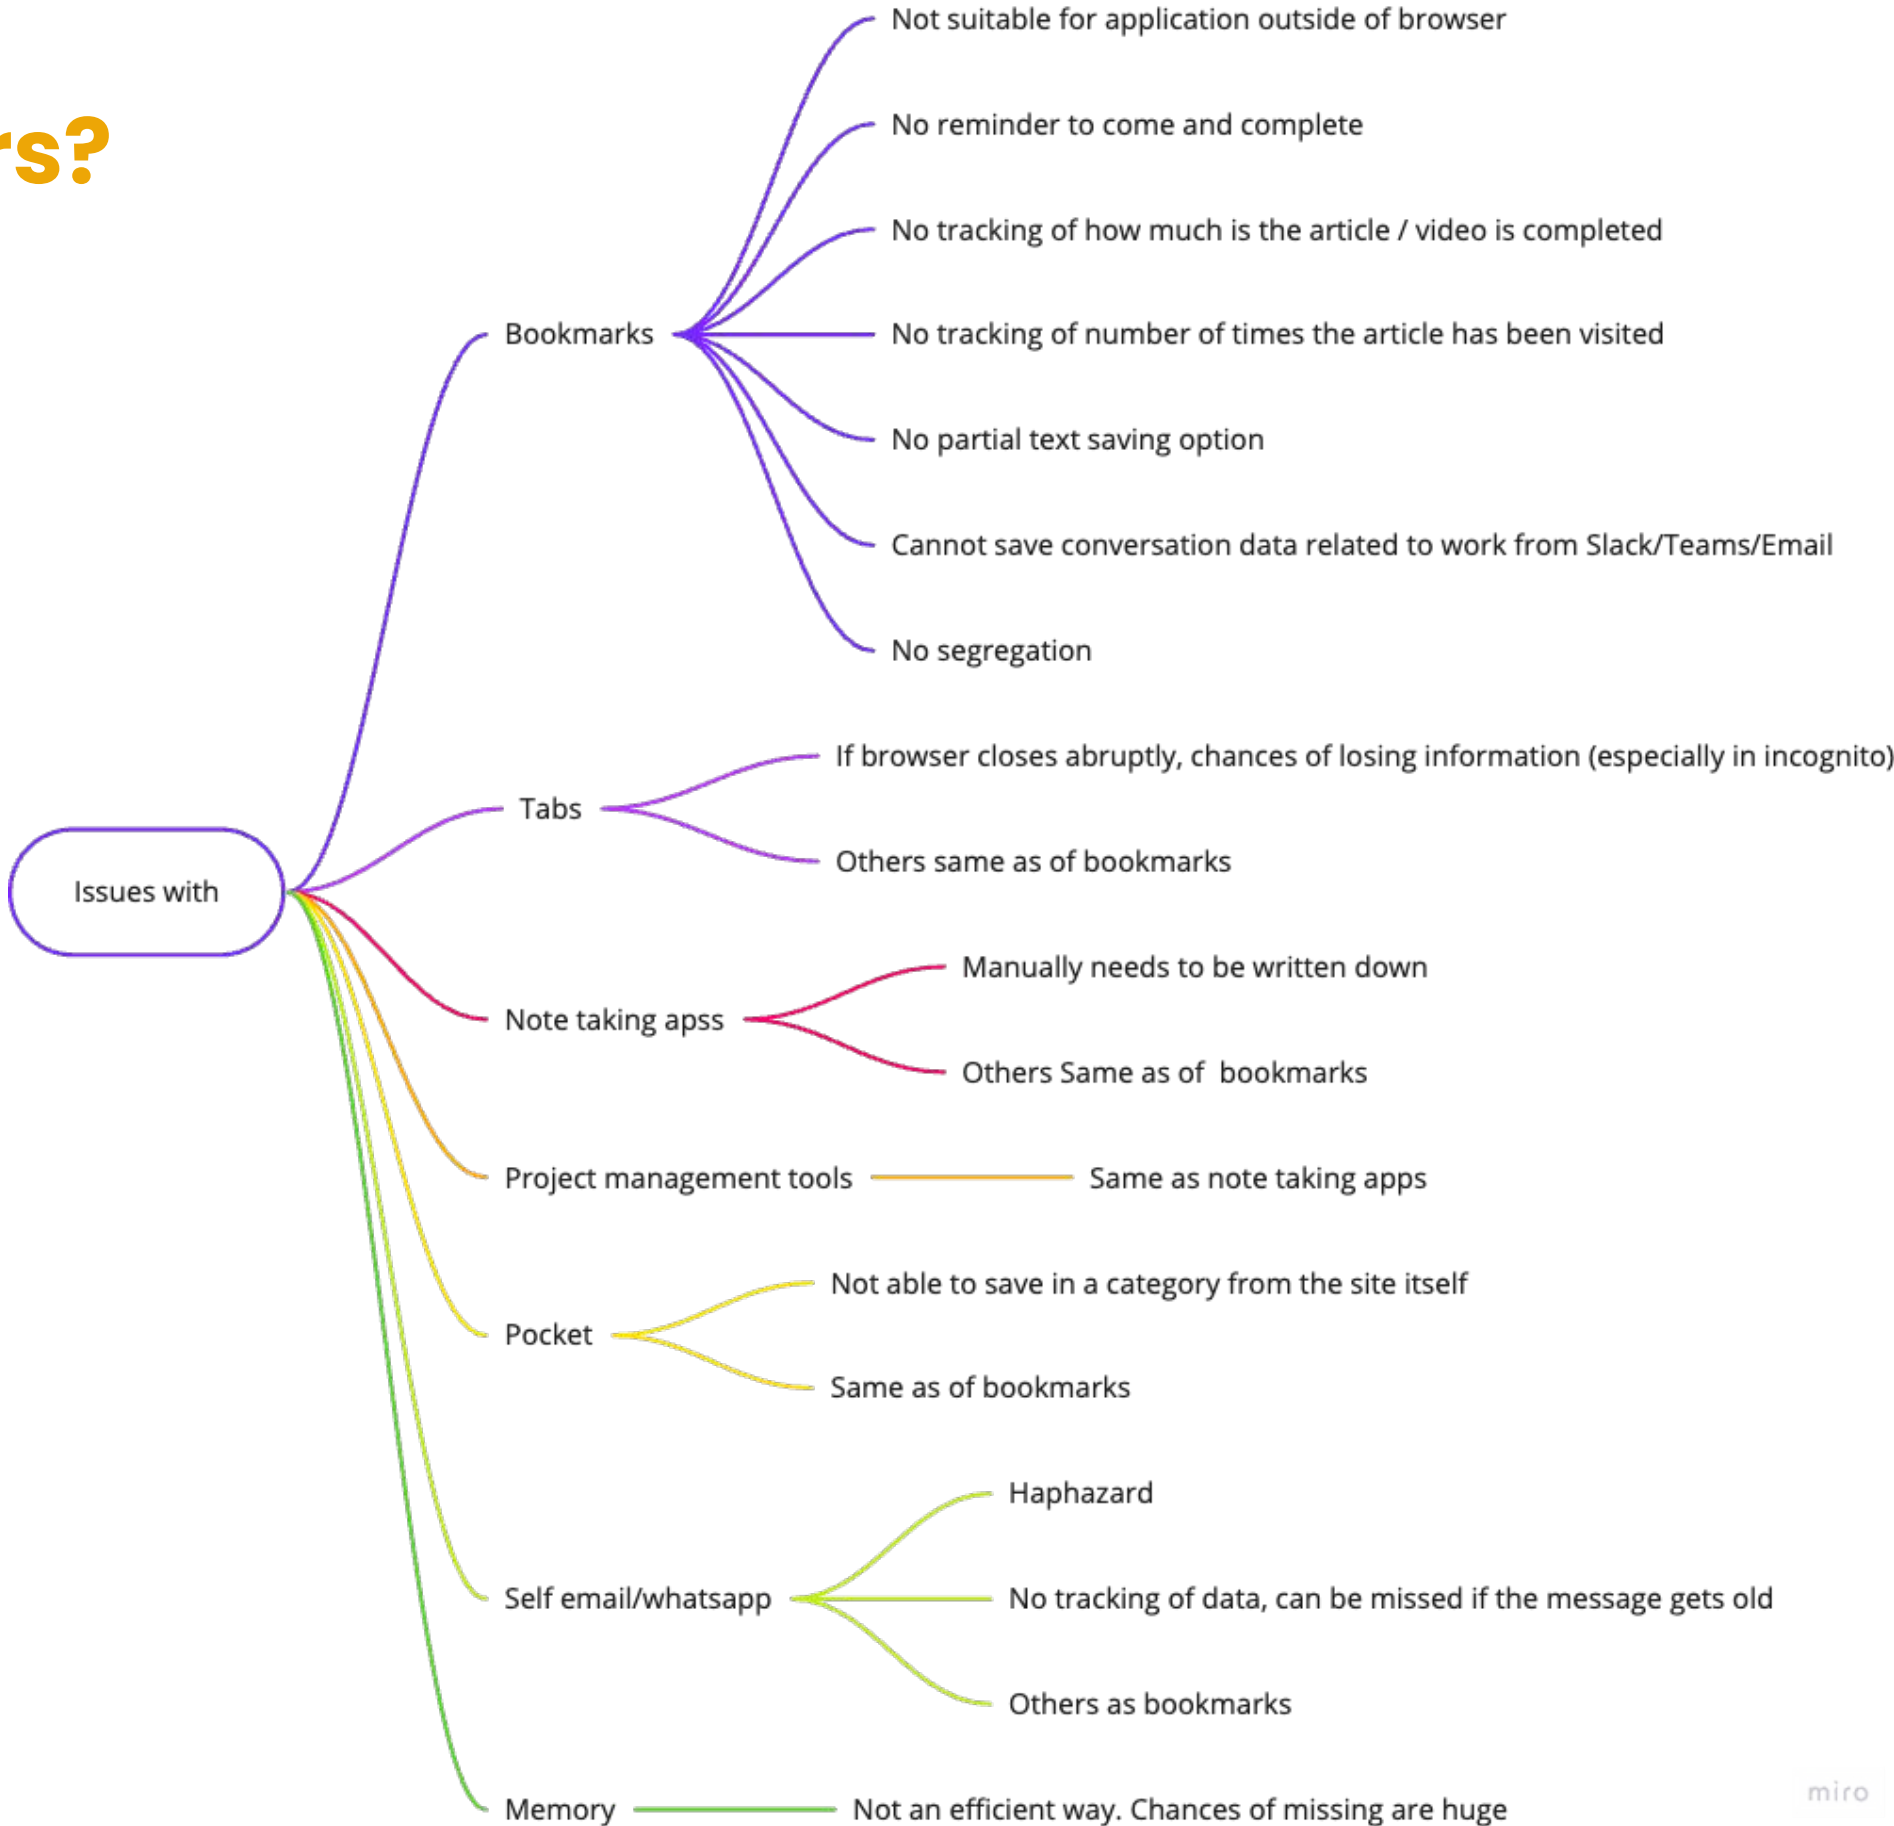 rs?
Not suitable for application outside of browser
No reminder to come and complete
No tracking of how much is the article / video is completed
Bookmarks
No tracking of number of times the article has been visited
No partial text saving option
Cannot save conversation data related to work from Slack/Teams/Email
No segregation
If browser closes abruptly, chances of losing information (especially in incognito)
Tabs
Others same as of bookmarks
Issues with
Manually needs to be written down
Note taking apss
Others Same as of  bookmarks
Project management tools
Same as note taking apps
Not able to save in a category from the site itself
Pocket
Same as of bookmarks
Haphazard
Self email/whatsapp
No tracking of data, can be missed if the message gets old
Others as bookmarks
Memory
Not an efficient way. Chances of missing are huge
miro